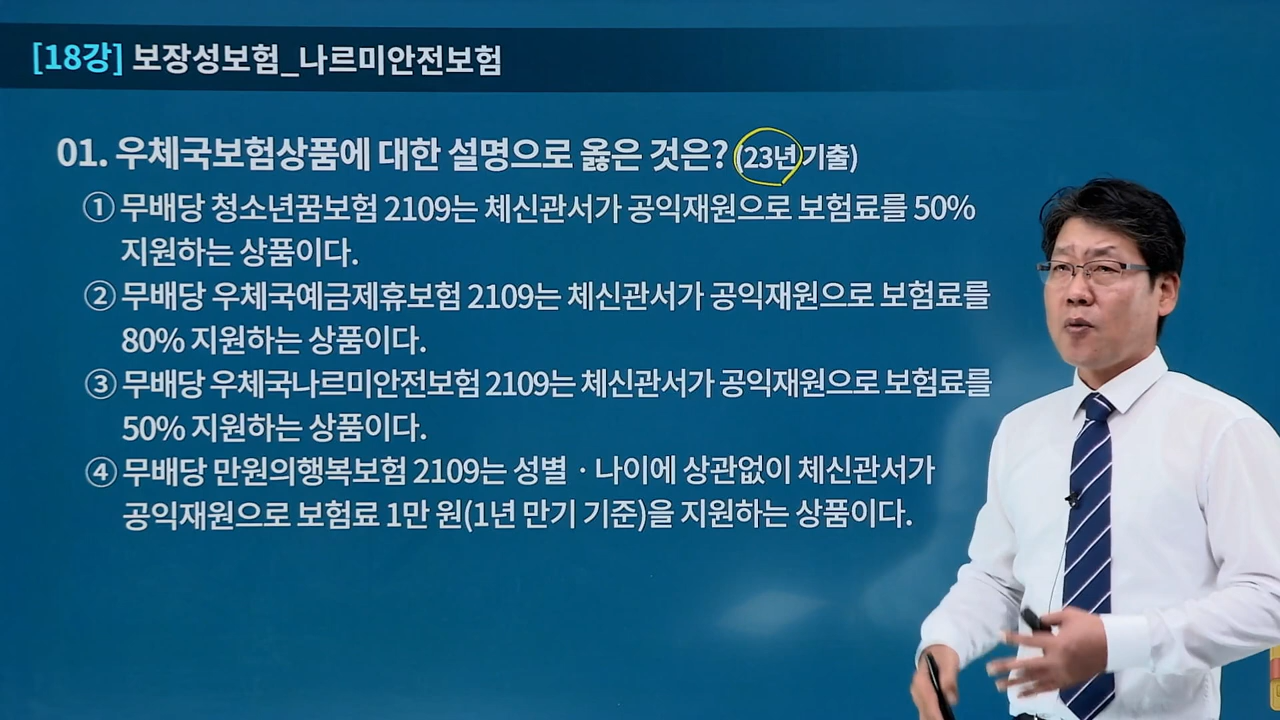 [18강] 보장성보험_나르미안전보험
01. 우체국보험상품에 대한 설명으로 옳은 것은? (23년 기출)
① 무배당 청소년꿈보험 2109는 체신관서가 공익재원으로 보험료를 50%
지원하는 상품이다.
② 무배당 우체국예금제휴보험 2109는 체신관서가 공익재원으로 보험료를
80% 지원하는 상품이다.
③ 무배당 우체국나르미안전보험 2109는 체신관서가 공익재원으로 보험료를
50% 지원하는 상품이다.
④ 무배당 만원의행복보험 2109는 성별 · 나이에 상관없이 체신관서가
공익재원으로 보험료 1만 원(1년 만기 기준)을 지원하는 상품이다.